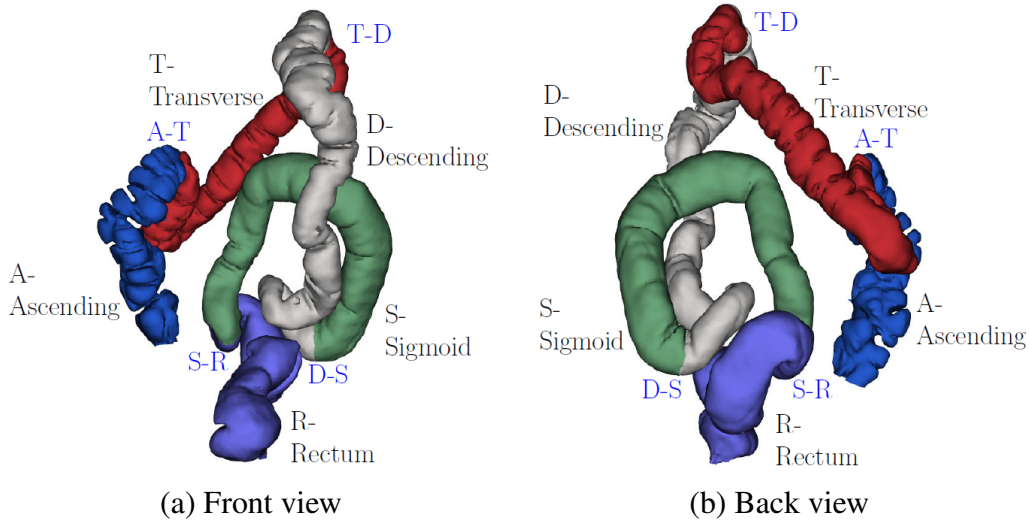 T-D
T-
Transverse
A-T
D-
Descending
A-
Ascending
S-
Sigmoid
S-R
D-S
R-
Rectum
(a) Front view
T-D
D-
Descending
T-
Transverse
A-T
S-
Sigmoid
A-
Ascending
D-S
S-R
R-
Rectum
(b) Back view